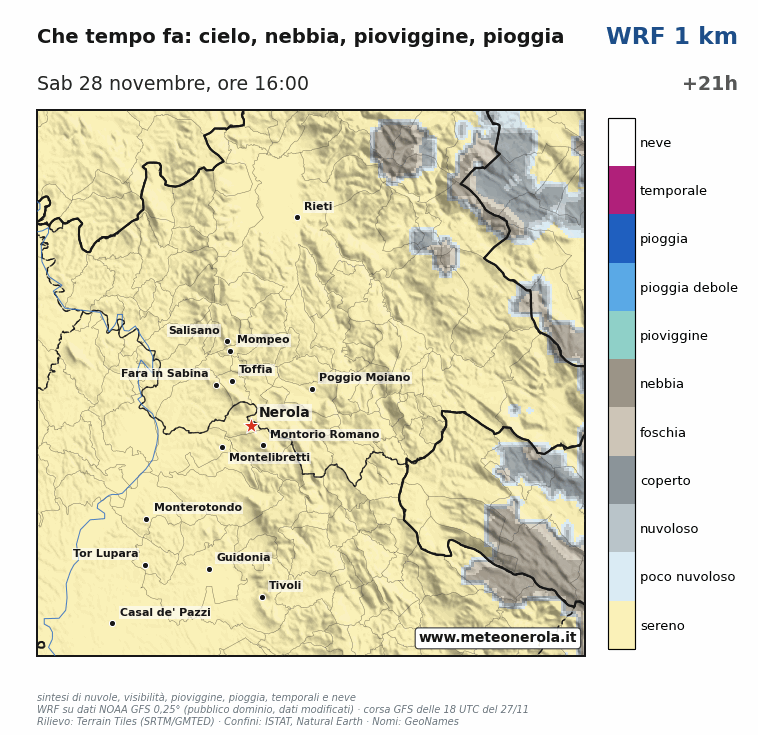 Che tempo fa: cielo, nebbia, pioviggine, pioggia
WRF 1 km
Sab 28 novembre, ore 16:00
+21h
neve
temporale
pioggia
pioggia debole
pioviggine
nebbia
foschia
coperto
nuvoloso
poco nuvoloso
sereno
Rieti
Salisano
Mompeo
Fara in Sabina
Toffia
Poggio Moiano
Nerola
Montorio Romano
Montelibretti
Monterotondo
Tor Lupara
Guidonia
Tivoli
Casal de' Pazzi
www.meteonerola.it
sintesi di nuvole, visibilità, pioviggine, pioggia, temporali e neve
WRF su dati NOAA GFS 0,25° (pubblico dominio, dati modificati) · corsa GFS delle 18 UTC del 27/11
Rilievo: Terrain Tiles (SRTM/GMTED) · Confini: ISTAT, Natural Earth · Nomi: GeoNames